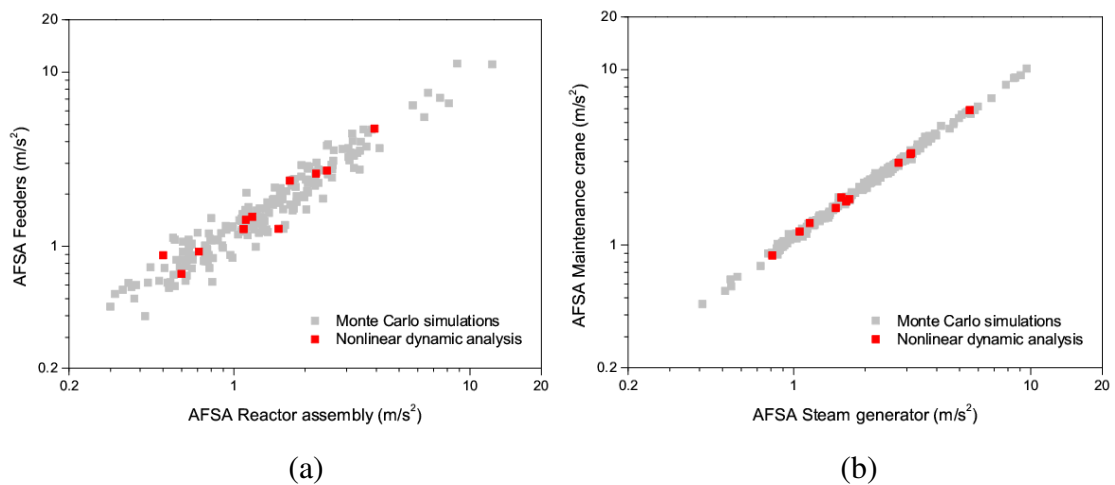 20
10
1
0.2
AFSA Feeders (m/s²)
Monte Carlo simulations
Nonlinear dynamic analysis
0.2
1
10
20
AFSA Reactor assembly (m/s²)
(a)
20
10
1
0.2
AFSA Maintenance crane (m/s²)
Monte Carlo simulations
Nonlinear dynamic analysis
0.2
1
10
20
AFSA Steam generator (m/s²)
(b)